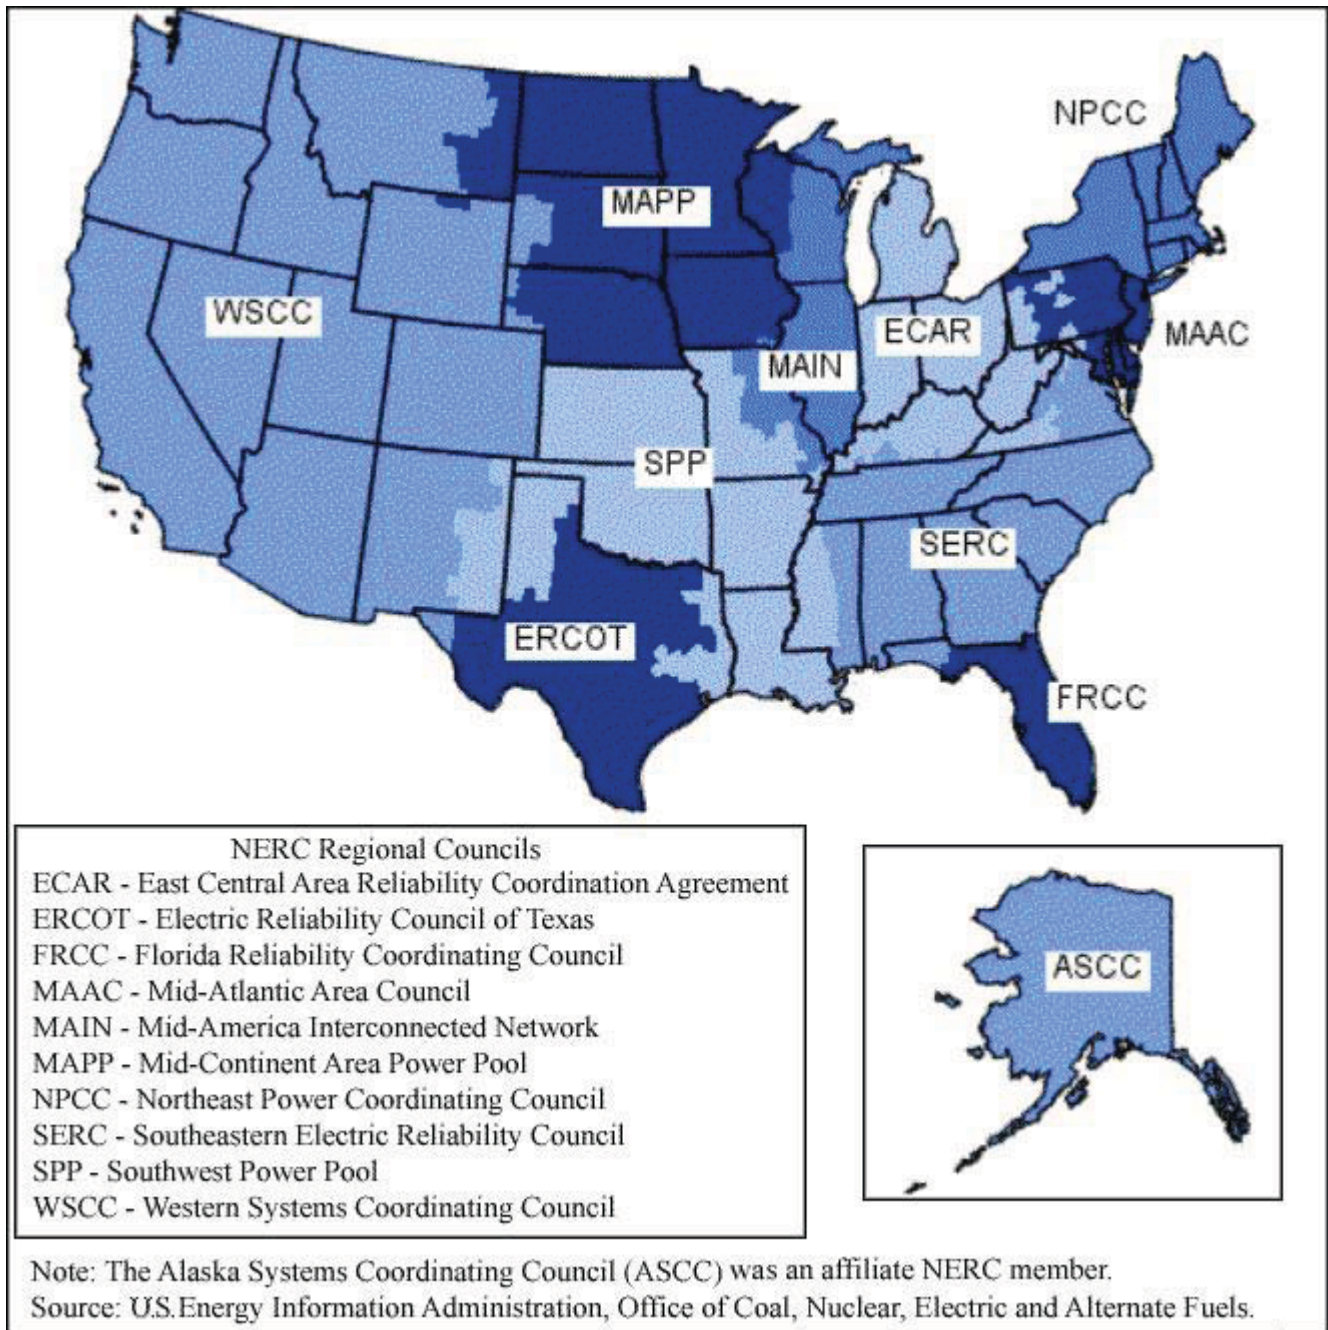 NPCC
MAPP
WSCC
ECAR
MAAC
MAIN
SPP
SERC
ERCOT
FRCC
NERC Regional Councils
ECAR - East Central Area Reliability Coordination Agreement
ERCOT - Electric Reliability Council of Texas
FRCC - Florida Reliability Coordinating Council
MAAC - Mid-Atlantic Area Council
MAIN - Mid-America Interconnected Network
MAPP - Mid-Continent Area Power Pool
NPCC - Northeast Power Coordinating Council
SERC - Southeastern Electric Reliability Council
SPP - Southwest Power Pool
WSCC - Western Systems Coordinating Council
ASCC
Note: The Alaska Systems Coordinating Council (ASCC) was an affiliate NERC member.
Source: U.S.Energy Information Administration, Office of Coal, Nuclear, Electric and Alternate Fuels.